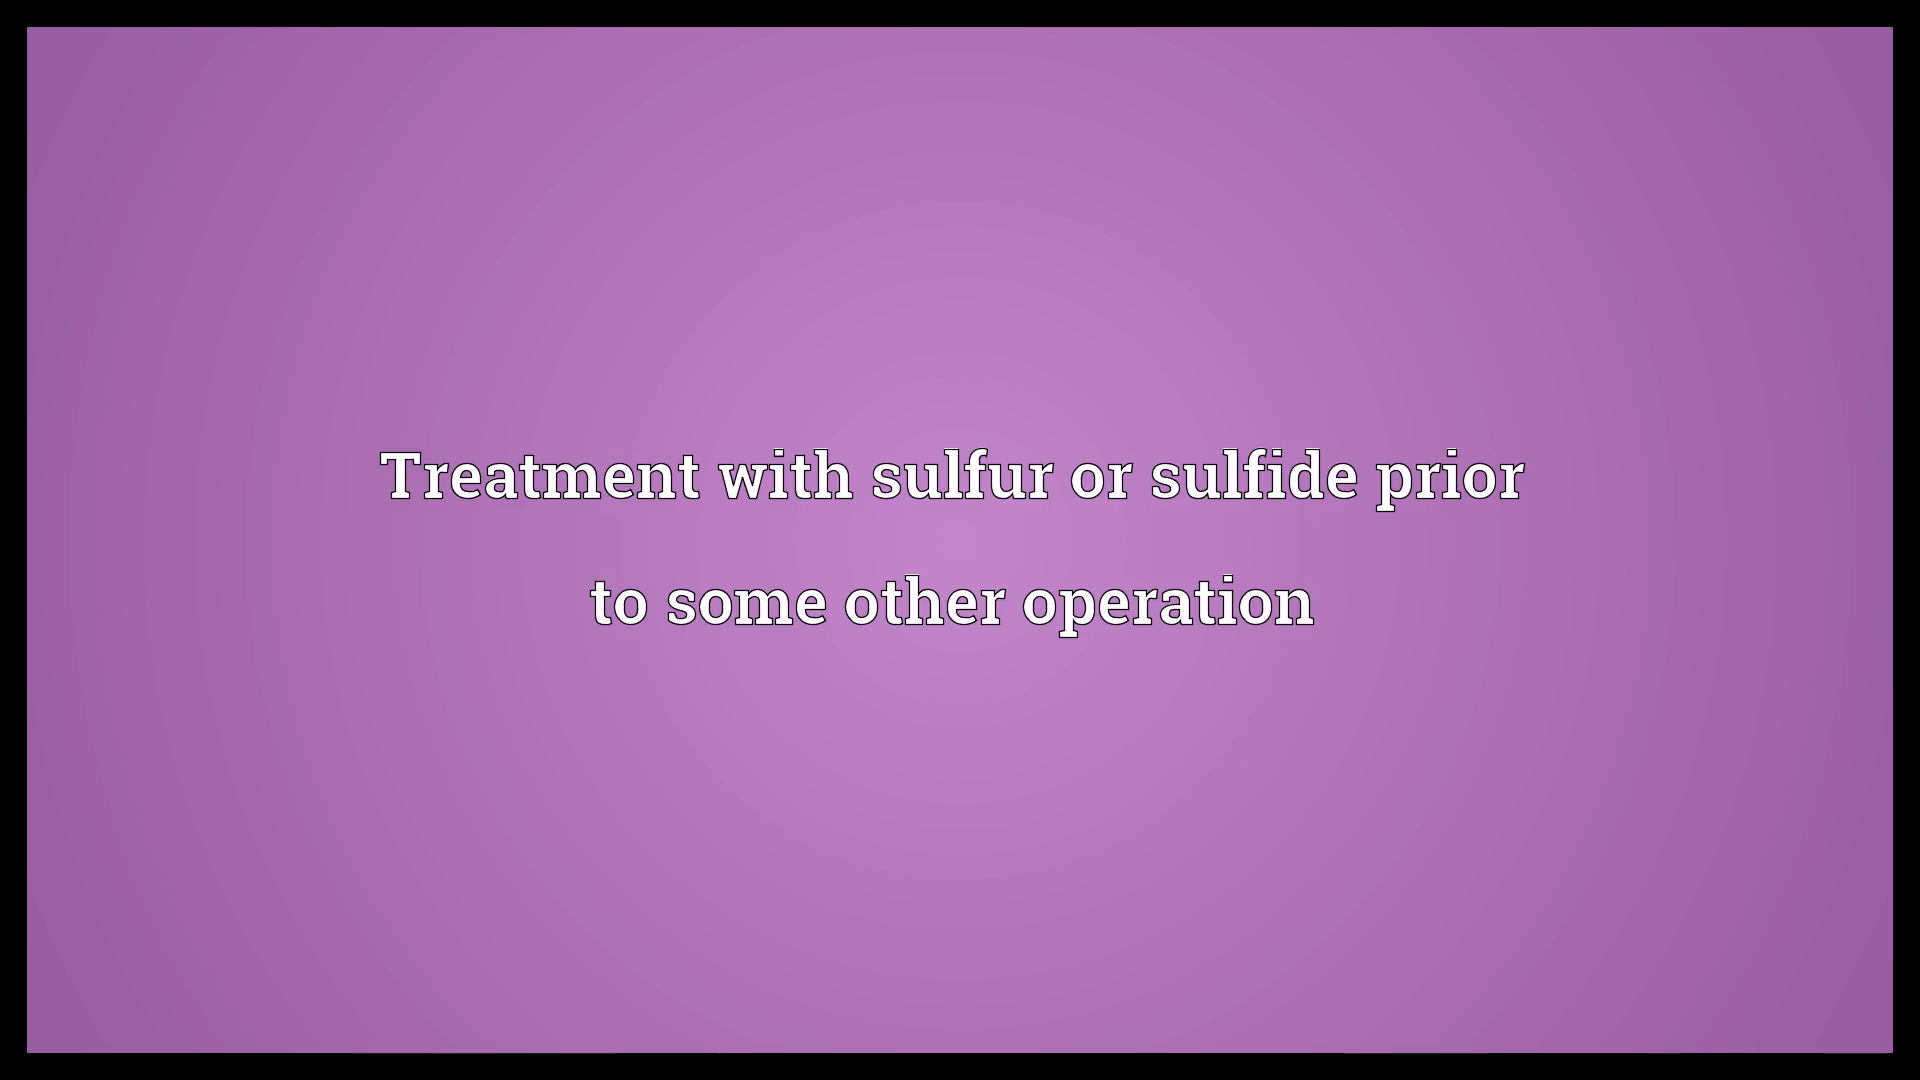 Treatment with sulfur or sulfide prior
to some other operation